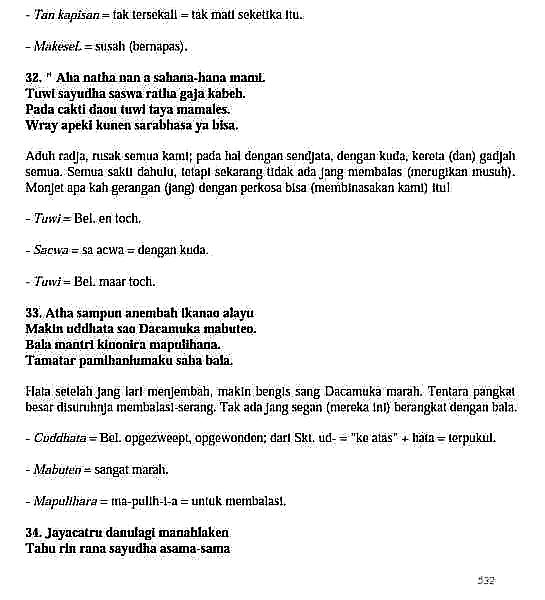 - Tan kapisan = tak tersekali = tak mati seketika itu.
- Makesel = susah (bernapas).
32. " Aha natha nan a sahana-hana mami.
Tuwi sayudha saswa ratha gaja kabeh.
Pada cakti daou tuwi taya mamales.
Wray apeki kunen sarabhasa ya bisa.
Aduh radja, rusak semua kami; pada hal dengan sendjata, dengan kuda, kereta (dan) gadjah
semua. Semua sakti dahulu, tetapi sekarang tidak ada jang membalas (merugikan musuh).
Monjet apa kah gerangan (jang) dengan perkosa bisa (membinasakan kami) itu!
- Tuwi = Bel. en toch.
- Sacwa = sa acwa = dengan kuda.
- Tuwi = Bel. maar toch.
33. Atha sampun anembah ikanao alayu
Makin uddhata sao Dacamuka mabuteo.
Bala mantri kinonira mapulihana.
Tamatar pamihanlumaku saha bala.
Hata setelah jang lari menjembah, makin bengis sang Dacamuka marah. Tentara pangkat
besar disuruhnja membalasi-serang. Tak ada jang segan (mereka ini) berangkat dengan bala.
- Cuddhata = Bel. opgezweept, opgewonden; dari Skt. ud- = "ke atas" + hata = terpukul.
- Mabuten = sangat marah.
- Mapulihara = ma-pulih-i-a = untuk membalasi.
34. Jayacatru danulagi manahlaken
Tahu rin rana sayudha asama-sama
532